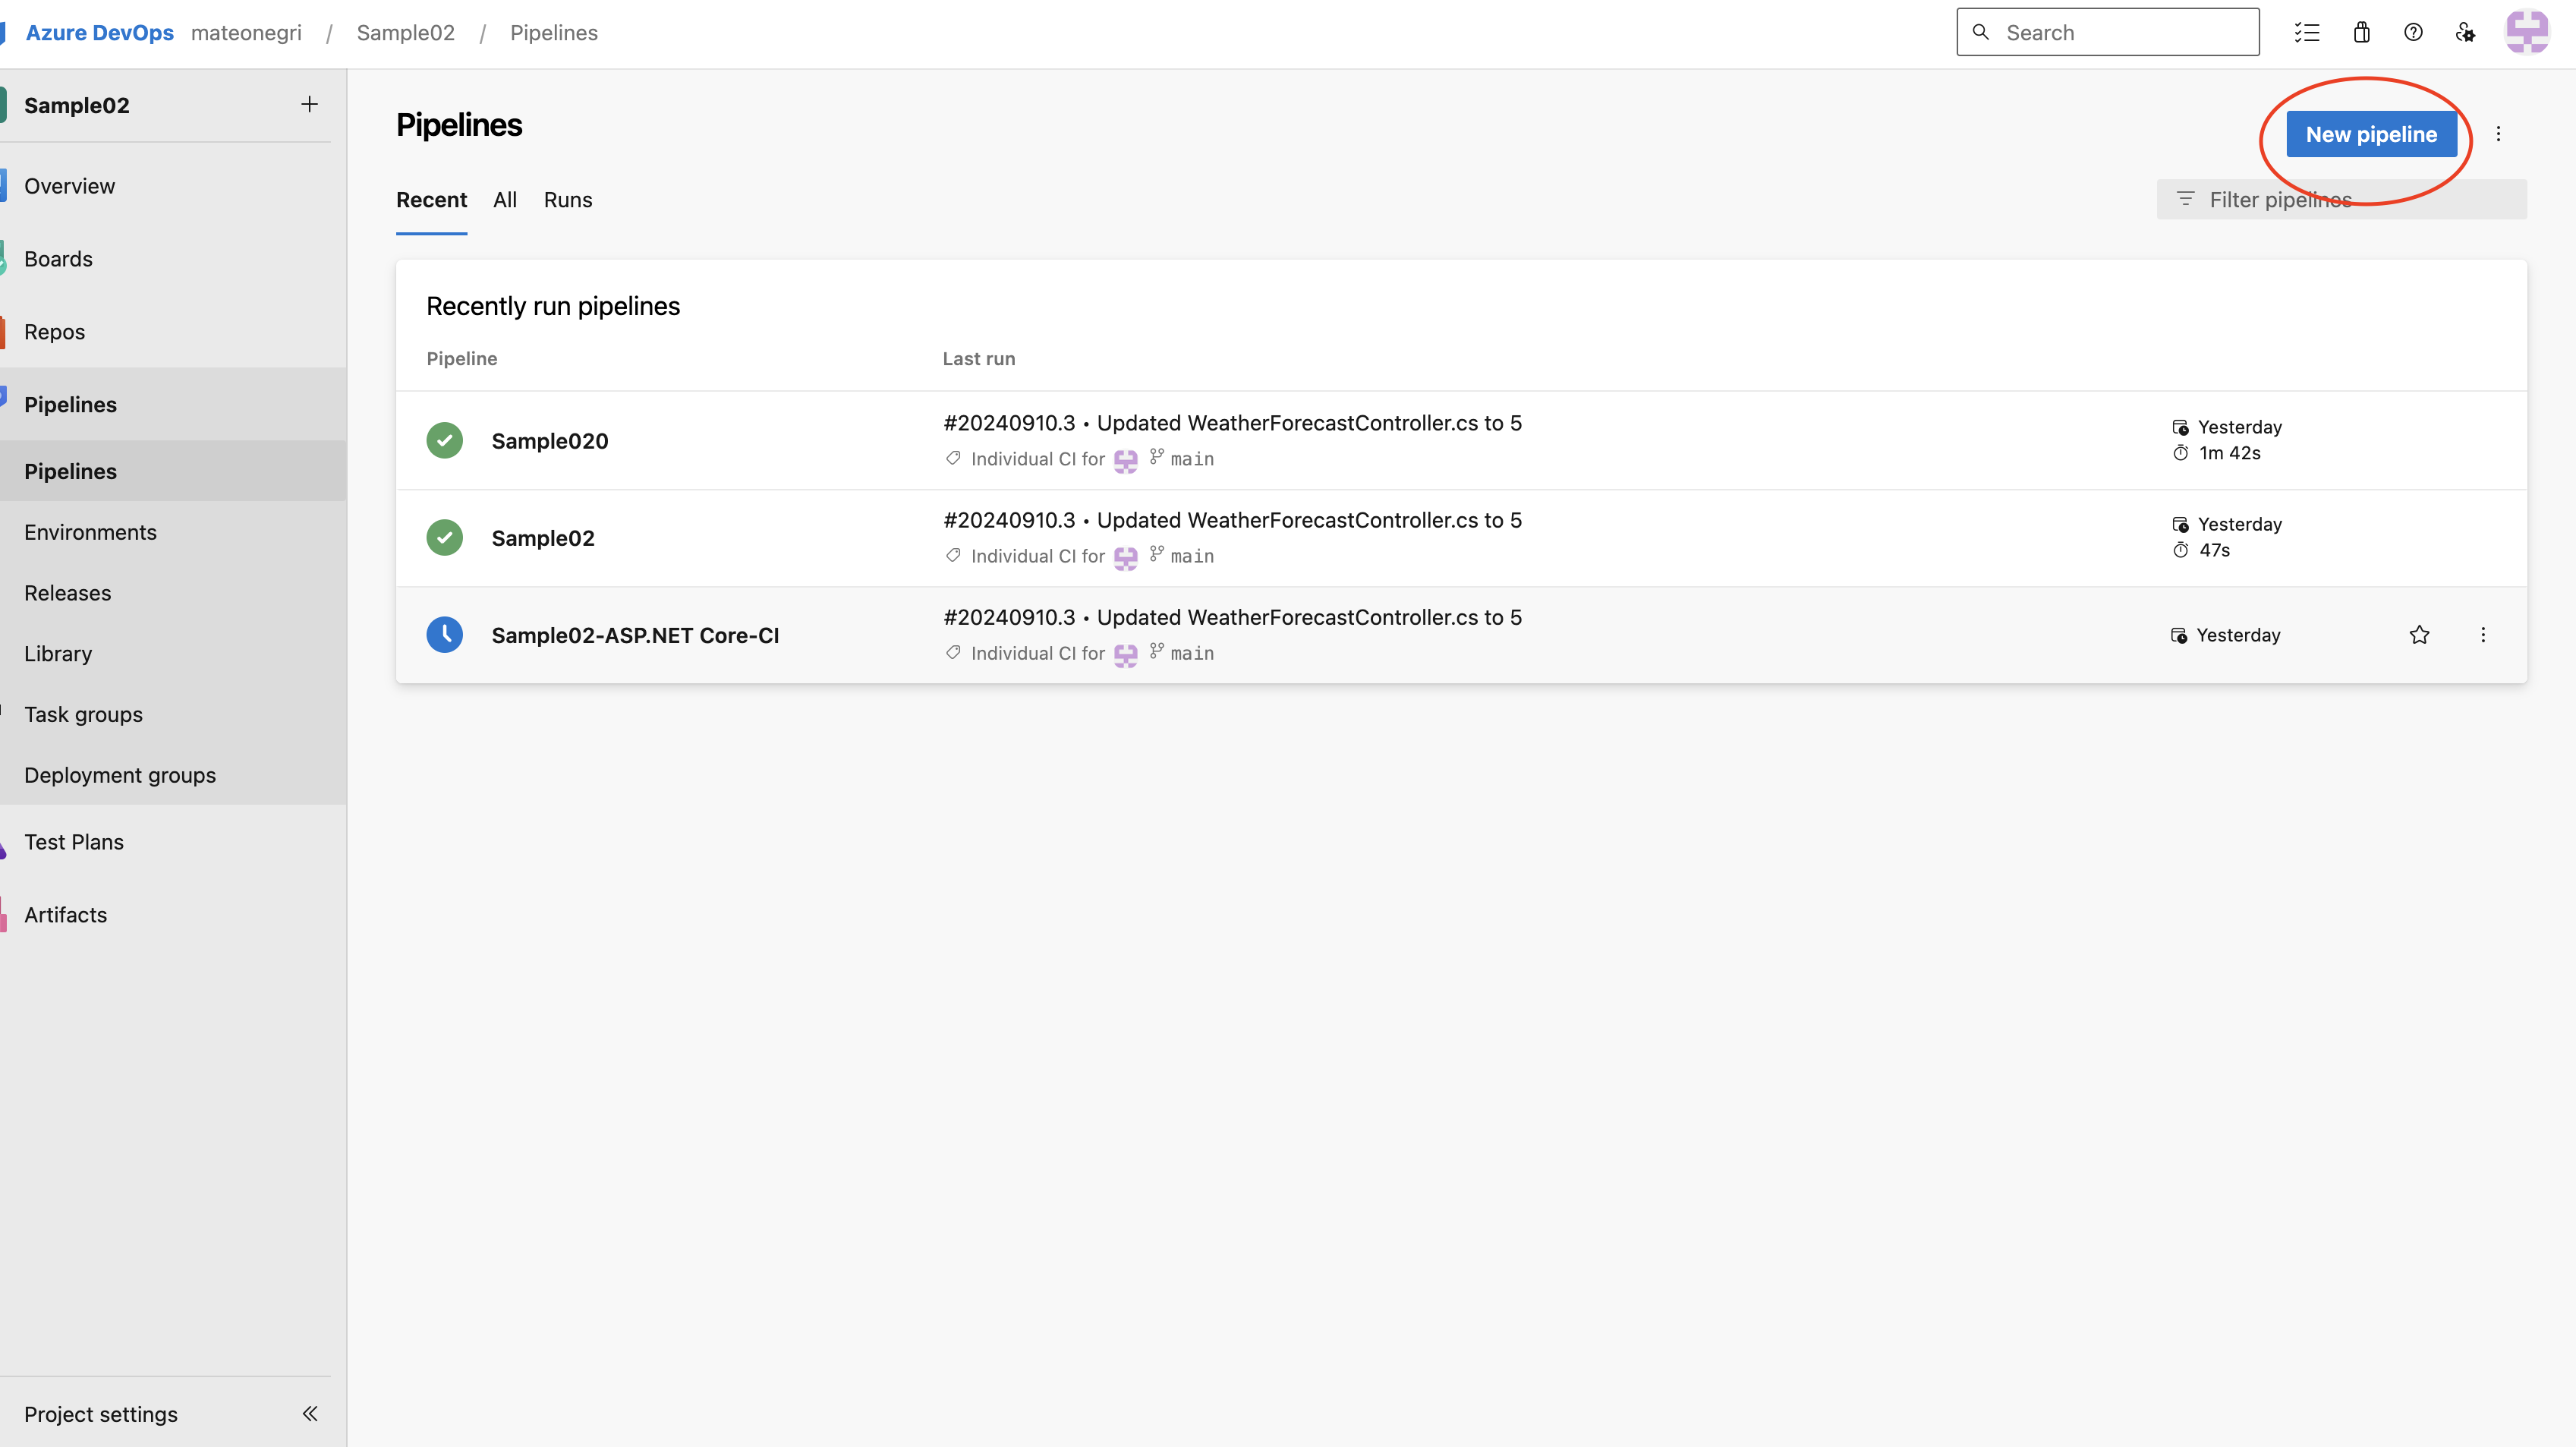 Azure DevOps mateonegri / Sample02 / Pipelines
Search
Sample02
Overview
Boards
Repos
Pipelines
Pipelines
Environments
Releases
Library
Task groups
Deployment groups
Test Plans
Artifacts
Project settings
Pipelines
New pipeline
Recent All Runs
Filter pipelines
Recently run pipelines
Pipeline Last run
Sample020
#20240910.3 • Updated WeatherForecastController.cs to 5
Individual CI for main
Yesterday
1m 42s
Sample02
#20240910.3 • Updated WeatherForecastController.cs to 5
Individual CI for main
Yesterday
47s
Sample02-ASP.NET Core-CI
#20240910.3 • Updated WeatherForecastController.cs to 5
Individual CI for main
Yesterday